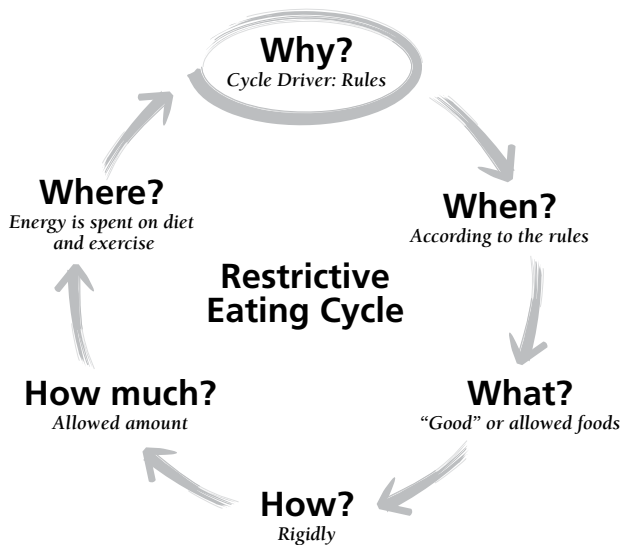 Why?
Cycle Driver: Rules
When?
According to the rules
What?
“Good” or allowed foods
How?
Rigidly
How much?
Allowed amount
Where?
Energy is spent on diet
and exercise
Restrictive
Eating Cycle